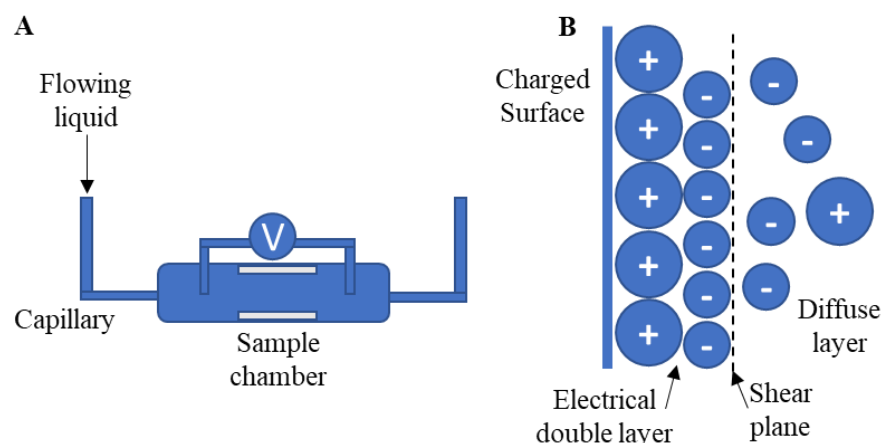 A
Flowing
liquid
V
Capillary
Sample
chamber
B
Charged
Surface
+
+
+
+
+
-
-
-
-
-
-
-
-
-
-
+
Diffuse
layer
Electrical
double layer
Shear
plane